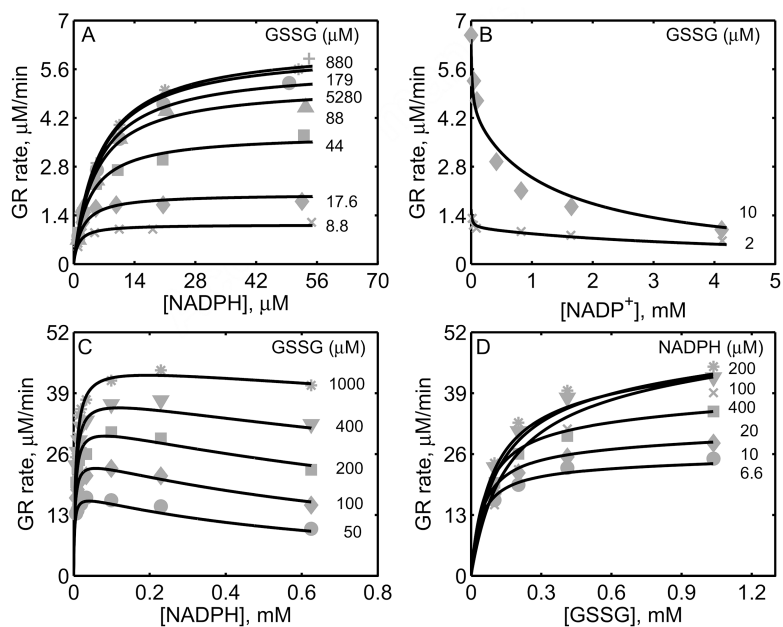 A
GSSG (μM)
7
5.6
4.2
2.8
1.4
0
GR rate, μM/min
880
179
5280
88
44
17.6
8.8
0 14 28 42 56 70
[NADPH], μM
B
GSSG (μM)
7
5.6
4.2
2.8
1.4
0
GR rate, μM/min
10
2
0 1 2 3 4 5
[NADP+], mM
C
GSSG (μM)
52
39
26
13
0
GR rate, μM/min
1000
400
200
100
50
0 0.2 0.4 0.6 0.8
[NADPH], mM
D
NADPH (μM)
52
39
26
13
0
GR rate, μM/min
200
100
400
20
10
6.6
0 0.3 0.6 0.9 1.2
[GSSG], mM